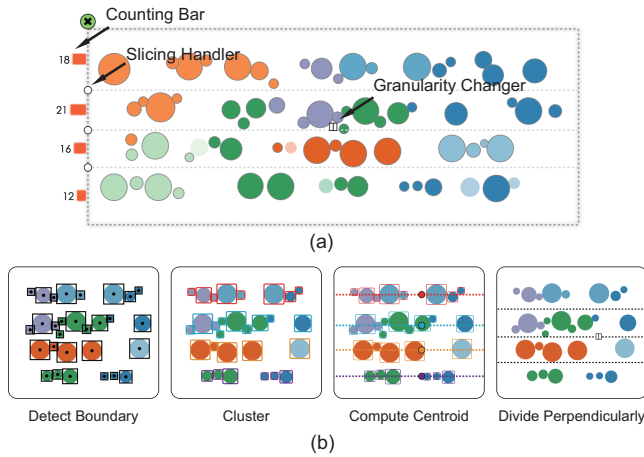 Counting Bar
18
Slicing Handler
Granularity Changer
21
16
12
(a)
Detect Boundary
Cluster
Compute Centroid
Divide Perpendicularly
(b)